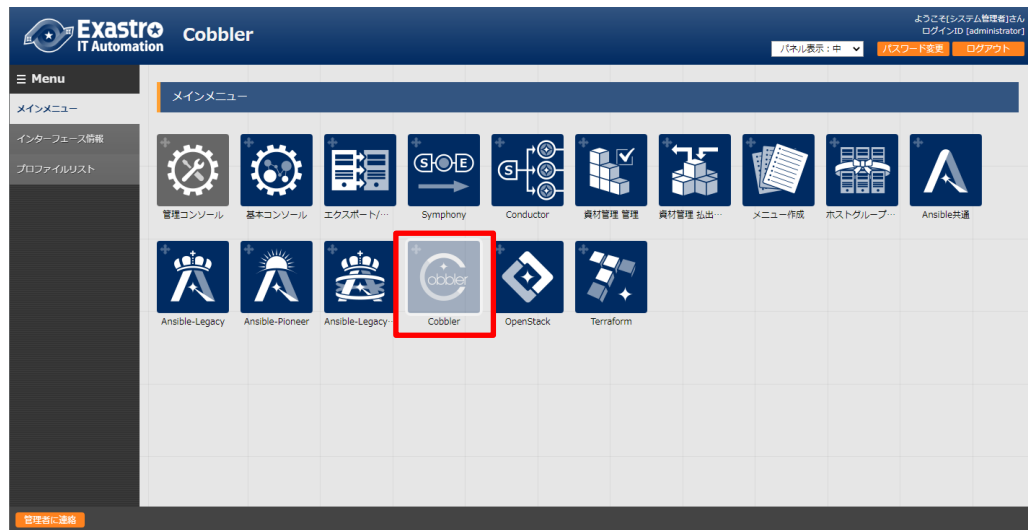 Exastro
IT Automation
Cobbler
ようこそ[システム管理者]さん
ログインID [administrator]
パネル表示 : 中
パスワード変更
ログアウト
Menu
メインメニュー
インターフェース情報
プロファイルリスト
メインメニュー
管理コンソール
基本コンソール
エクスポート/…
S O E
Symphony
S
Conductor
資材管理 管理
資材管理 払出…
メニュー作成
ホストグループ…
Ansible共通
Ansible-Legacy
Ansible-Pioneer
Ansible-Legacy…
Cobbler
Cobbler
OpenStack
Terraform
管理者に連絡